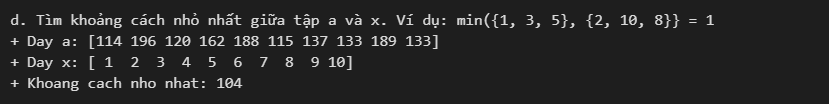 d. Tìm khoảng cách nhỏ nhất giữa tập a và x. Ví dụ: min({1, 3, 5}, {2, 10, 8}} = 1
+ Day a: [114 196 120 162 188 115 137 133 189 133]
+ Day x: [ 1  2  3  4  5  6  7  8  9 10]
+ Khoang cach nho nhat: 104